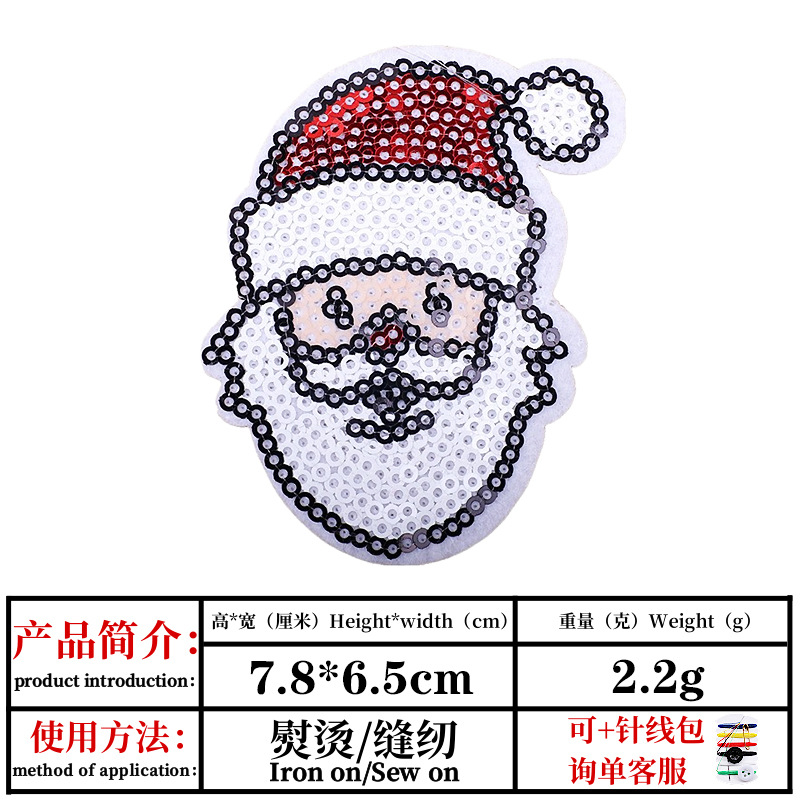 产品简介：
product introduction:
高*宽（厘米）Height*width（cm）
重量（克）Weight（g）
7.8*6.5cm
2.2g
使用方法：
method of application:
熨烫/缝纫
Iron on/Sew on
可+针线包
询单客服